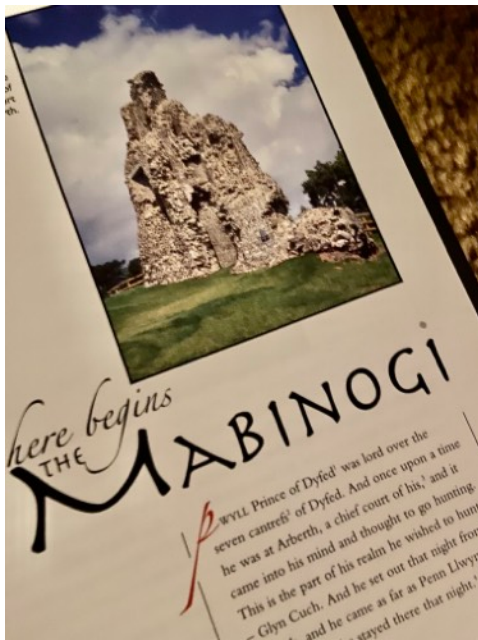 of
th.
here begins
THE
MABINOGI
PWYLL Prince of Dyfed¹ was lord over the
seven cantrefs² of Dyfed. And once upon a time
he was at Arberth, a chief court of his,³ and it
came into his mind and thought to go hunting.
This is the part of his realm he wished to hunt
– Glyn Cuch. And he set out that night from
and he came as far as Penn Llwyn
stayed there that night.⁴